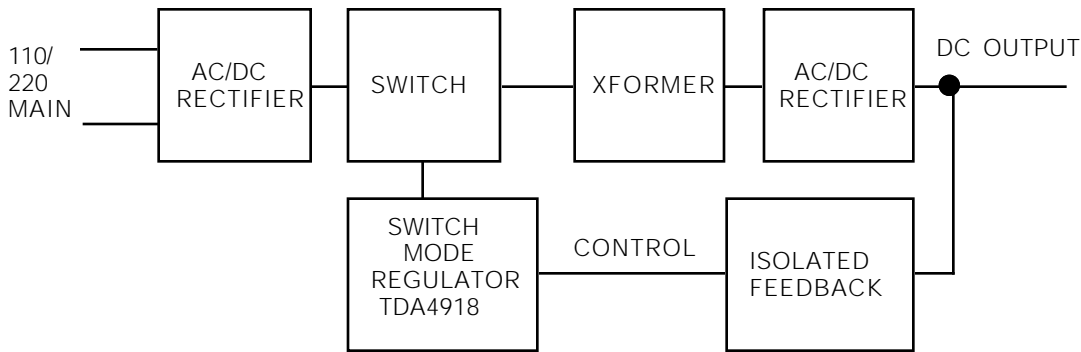 110/
220
MAIN
AC/DC
RECTIFIER
SWITCH
XFORMER
AC/DC
RECTIFIER
DC OUTPUT
SWITCH
MODE
REGULATOR
TDA4918
CONTROL
ISOLATED
FEEDBACK